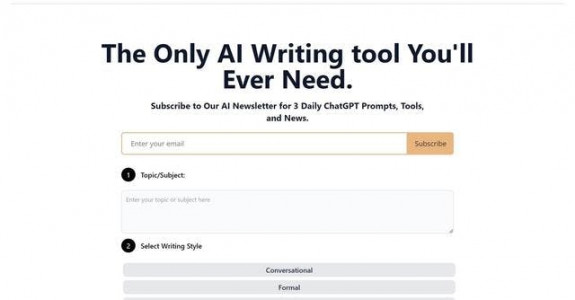 The Only AI Writing tool You'll
Ever Need.
Subscribe to Our AI Newsletter for 3 Daily ChatGPT Prompts, Tools,
and News.
Enter your email
Subscribe
1
Topic/Subject:
Enter your topic or subject here
2
Select Writing Style
Conversational
Formal